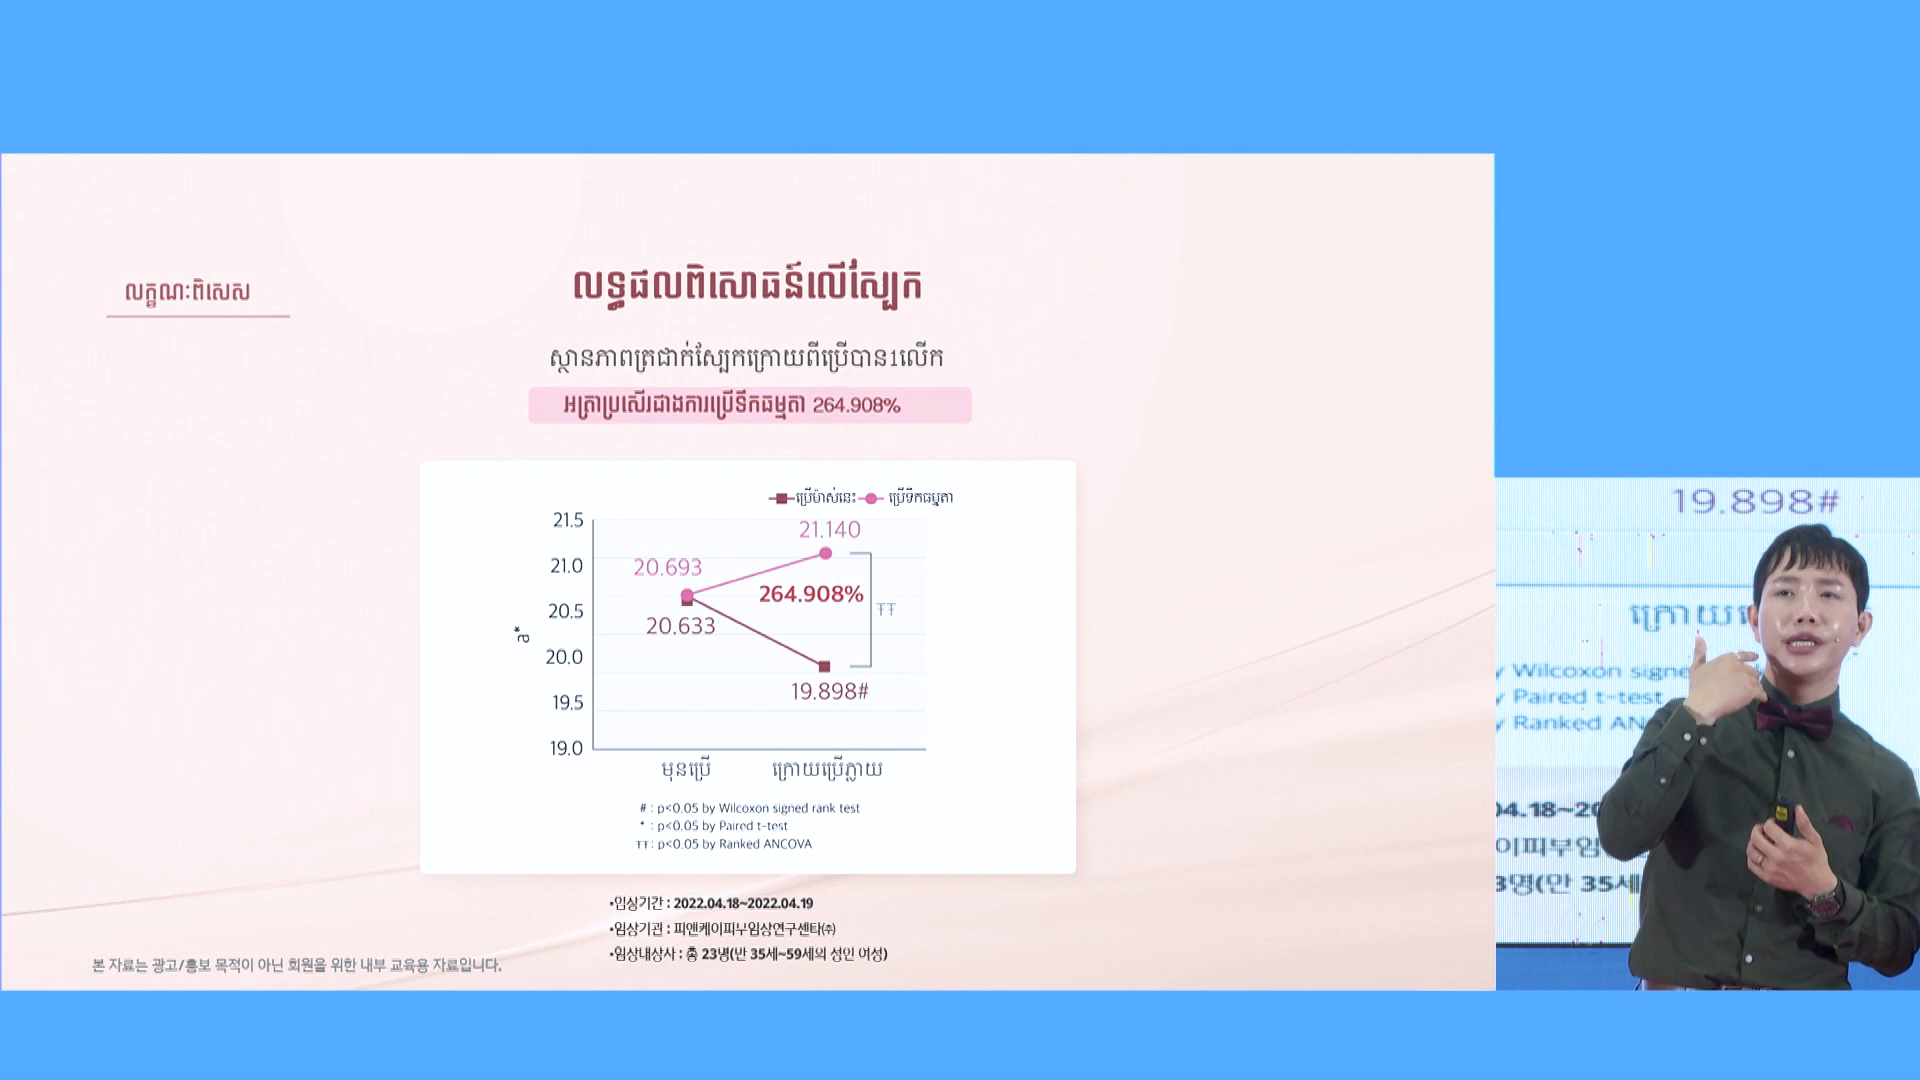 លក្ខណៈពិសេស
លទ្ធផលពិសោធន៍លើស្បែក
ស្ថានភាពត្រជាក់ស្បែកក្រោយពីប្រើបាន1លើក
អត្រាប្រសើរជាងការប្រើទឹកធម្មតា 264.908%
ប្រើម៉ាស់នេះ ប្រើទឹកធម្មតា
21.5
21.0
20.5
20.0
19.5
19.0
a*
21.140
20.693
264.908%
ŦŦ
20.633
19.898#
មុនប្រើ ក្រោយប្រើភ្លាយ
# : p<0.05 by Wilcoxon signed rank test
* : p<0.05 by Paired t-test
ŦŦ : p<0.05 by Ranked ANCOVA
•임상기간 : 2022.04.18~2022.04.19
•임상기관 : 피앤케이피부임상연구센타㈜
•임상대상자 : 총 23명(만 35세~59세의 성인 여성)
본 자료는 광고/홍보 목적이 아닌 회원을 위한 내부 교육용 자료입니다.
19.898#
ក្រោយ
y Wilcoxon signe
y Paired t-test
y Ranked AN
04.18~20
이피부임
3명(만 35세